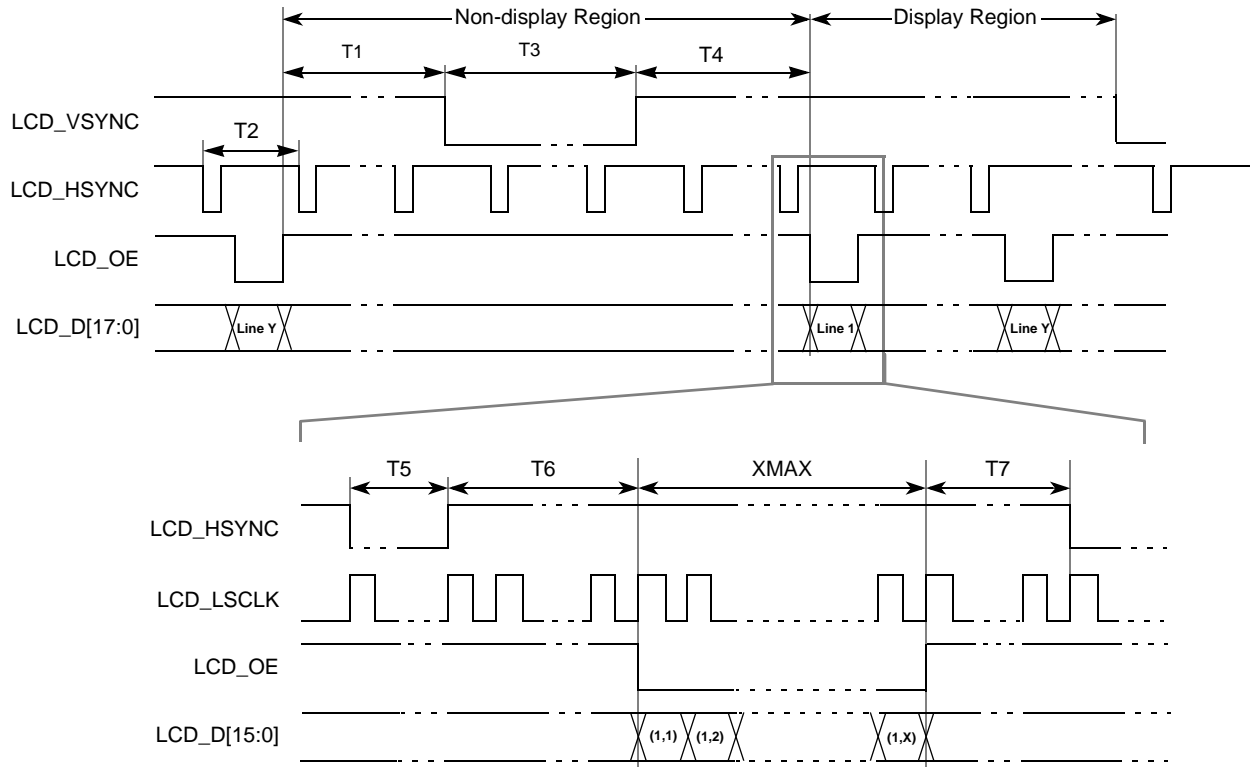 Non-display Region
Display Region
T1
T3
T4
LCD_VSYNC
T2
LCD_HSYNC
LCD_OE
LCD_D[17:0]
Line Y
Line 1
Line Y
T5
T6
XMAX
T7
LCD_HSYNC
LCD_LSCLK
LCD_OE
LCD_D[15:0]
(1,1)
(1,2)
(1,X)